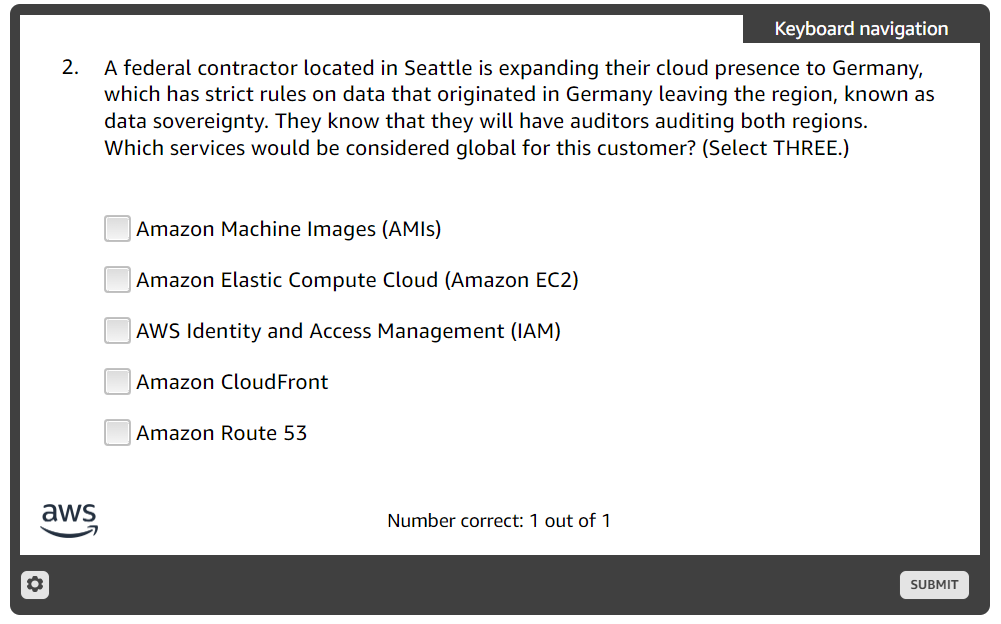 Keyboard navigation
2. A federal contractor located in Seattle is expanding their cloud presence to Germany,
which has strict rules on data that originated in Germany leaving the region, known as
data sovereignty. They know that they will have auditors auditing both regions.
Which services would be considered global for this customer? (Select THREE.)
Amazon Machine Images (AMIs)
Amazon Elastic Compute Cloud (Amazon EC2)
AWS Identity and Access Management (IAM)
Amazon CloudFront
Amazon Route 53
aws
Number correct: 1 out of 1
SUBMIT